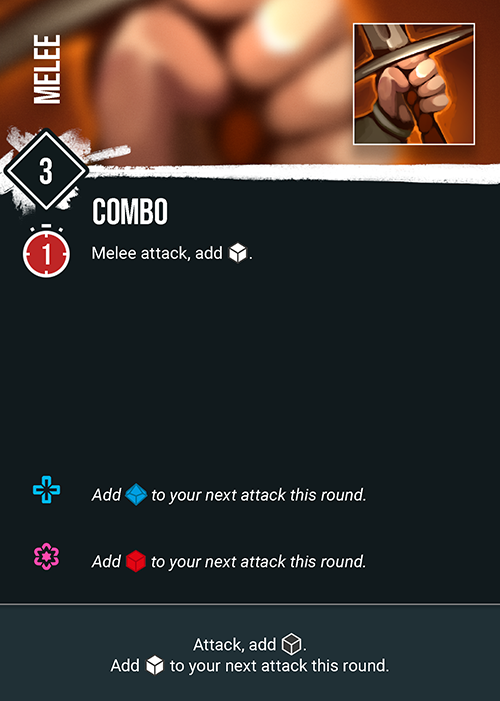 MELEE
3
COMBO
1
Melee attack, add .
Add to your next attack this round.
Add to your next attack this round.
Attack, add .
Add to your next attack this round.